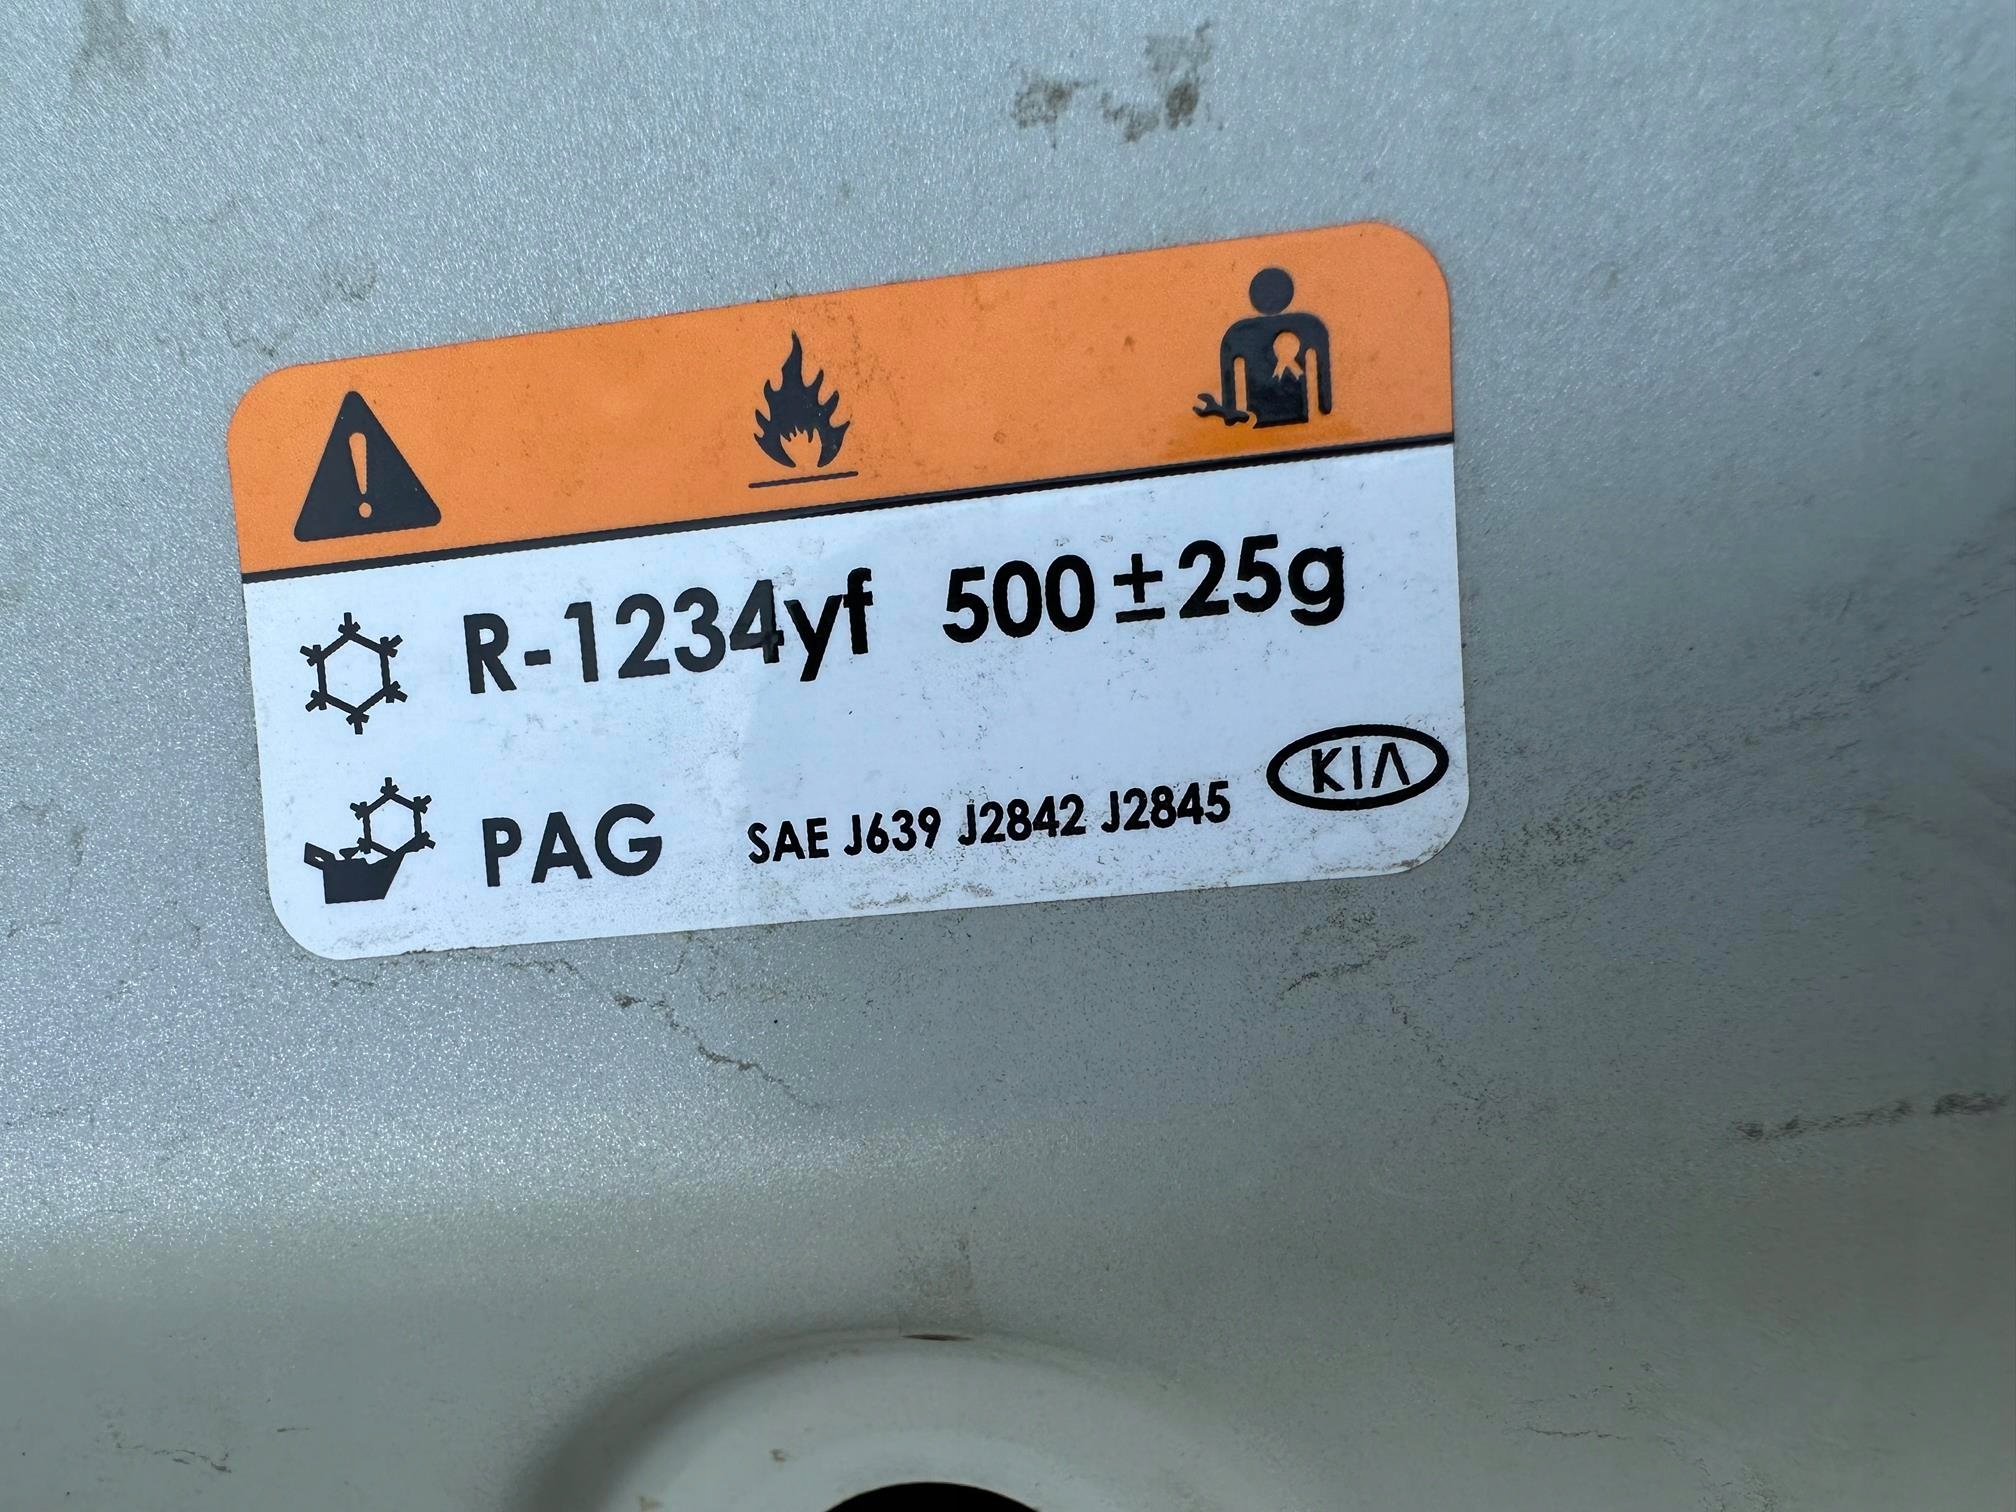 R-1234yf 500±25g
PAG SAE J639 J2842 J2845 KIA